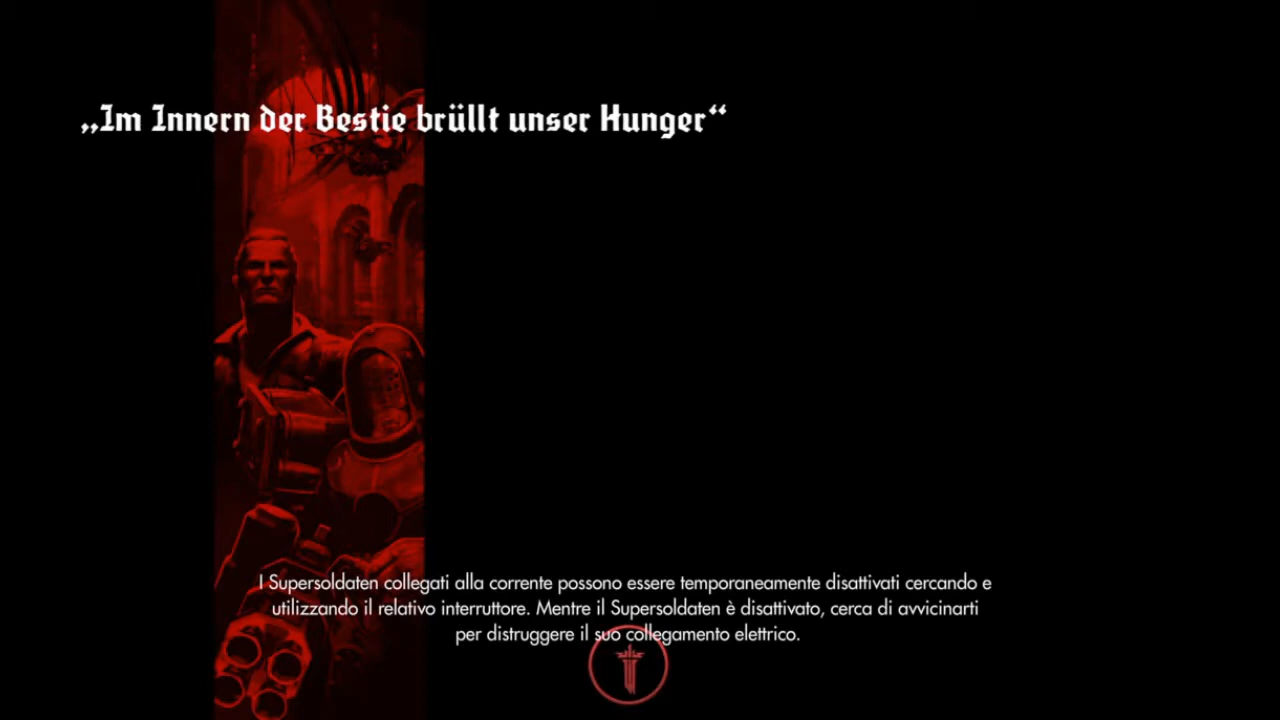 „Im Innern der Bestie brüllt unser Hunger“
I Supersoldaten collegati alla corrente possono essere temporaneamente disattivati cercando e
utilizzando il relativo interruttore. Mentre il Supersoldaten è disattivato, cerca di avvicinarti
per distruggere il suo collegamento elettrico.